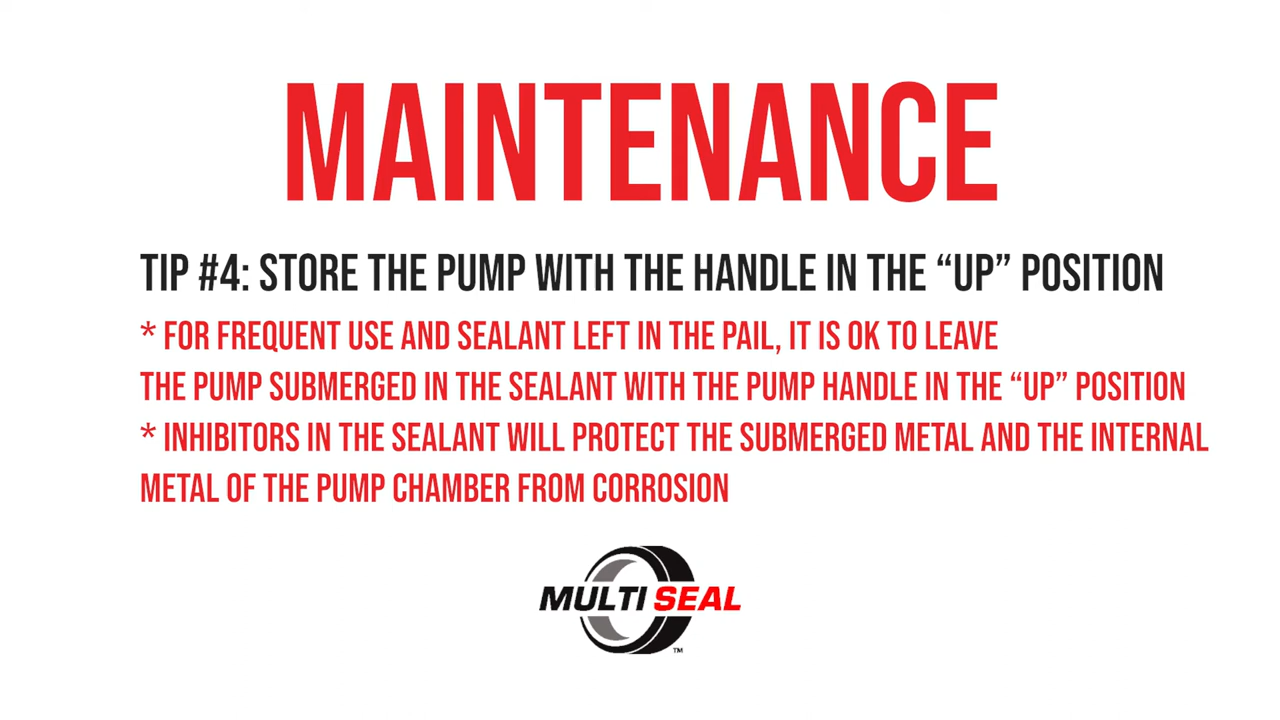 MAINTENANCE
TIP #4: STORE THE PUMP WITH THE HANDLE IN THE “UP” POSITION
* FOR FREQUENT USE AND SEALANT LEFT IN THE PAIL, IT IS OK TO LEAVE
THE PUMP SUBMERGED IN THE SEALANT WITH THE PUMP HANDLE IN THE “UP” POSITION
* INHIBITORS IN THE SEALANT WILL PROTECT THE SUBMERGED METAL AND THE INTERNAL
METAL OF THE PUMP CHAMBER FROM CORROSION
MULTI SEAL
™